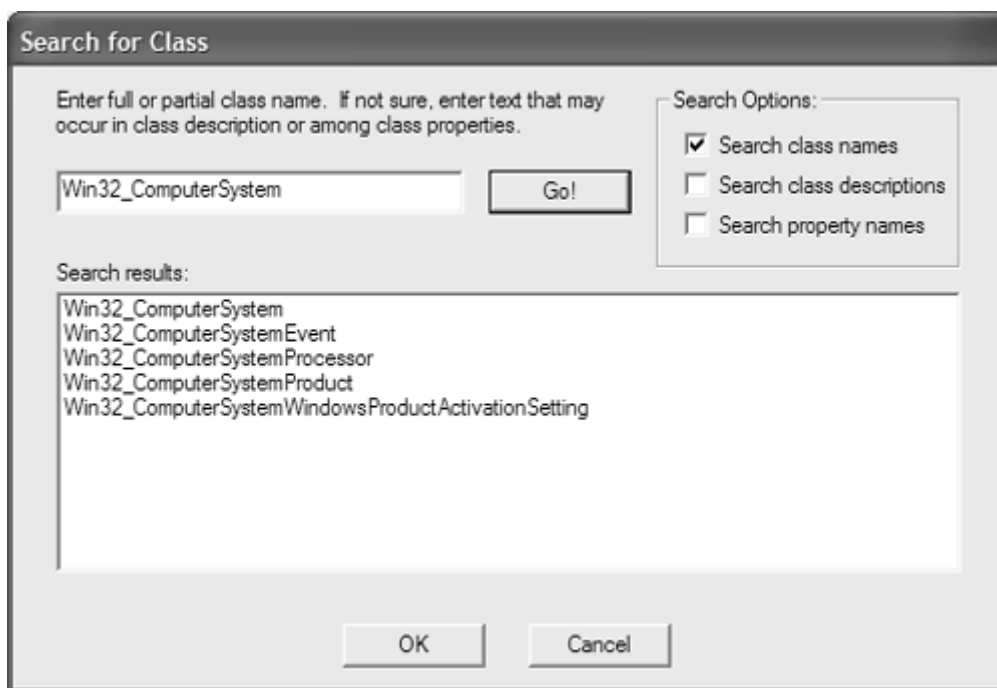 Search for Class
Enter full or partial class name. If not sure, enter text that may
occur in class description or among class properties.
Win32_ComputerSystem
Go!
Search Options:
Search class names
Search class descriptions
Search property names
Search results:
Win32_ComputerSystem
Win32_ComputerSystemEvent
Win32_ComputerSystemProcessor
Win32_ComputerSystemProduct
Win32_ComputerSystemWindowsProductActivationSetting
OK
Cancel